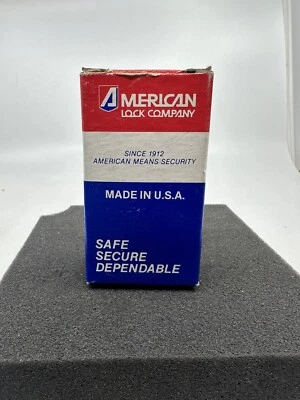 AMERICAN
LOCK COMPANY
SINCE 1912
AMERICAN MEANS SECURITY
MADE IN U.S.A.
SAFE
SECURE
DEPENDABLE